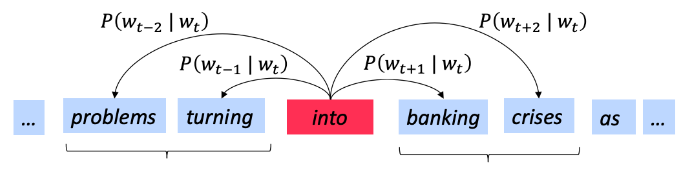 P(w_{t−2} | w_t) P(w_{t+2} | w_t)
P(w_{t−1} | w_t) P(w_{t+1} | w_t)
... problems turning into banking crises as ...